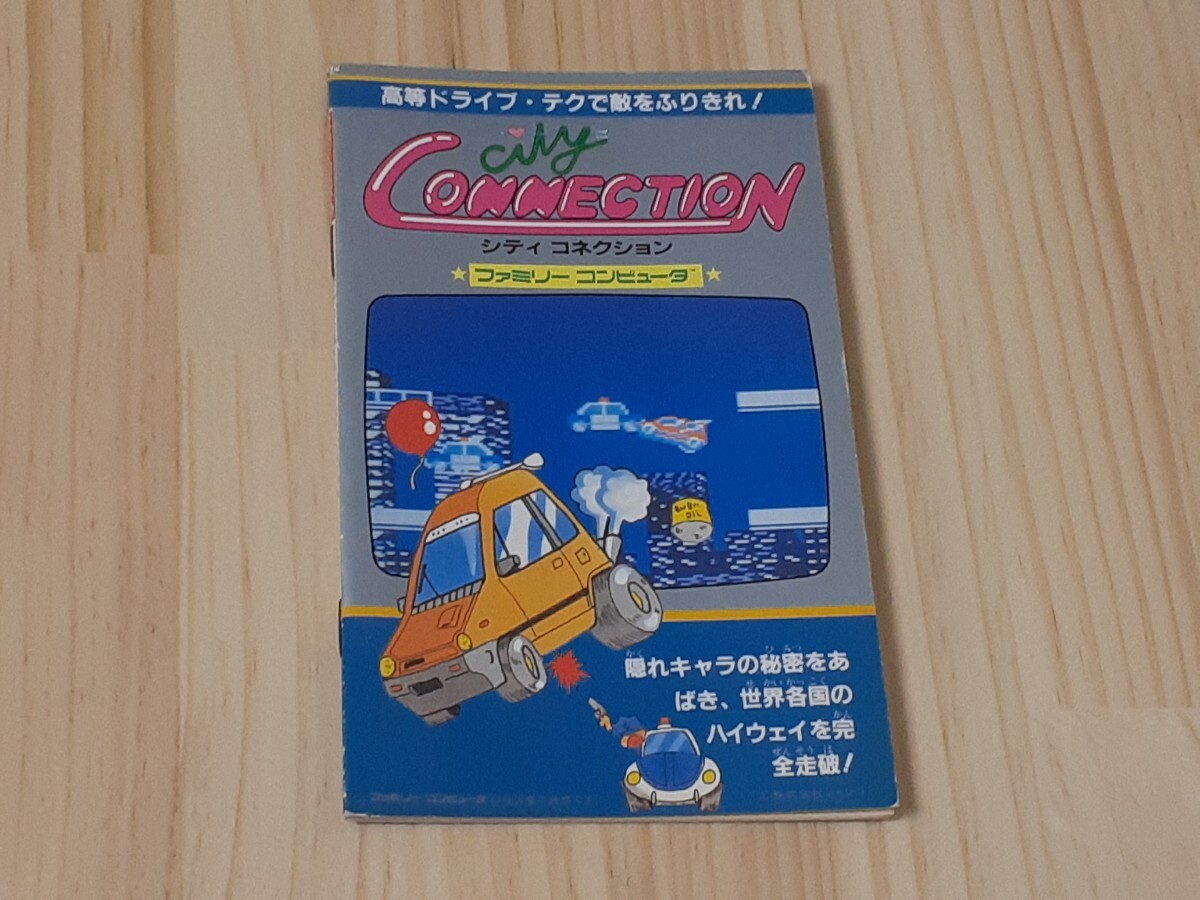 高等ドライブ・テクで敵をふりきれ!
city
CONNECTION
シティ コネクション
ファミリー コンピュータ™
OIL
隠れキャラの秘密をあ
ばき、世界各国の
ハイウェイを完
全走破!